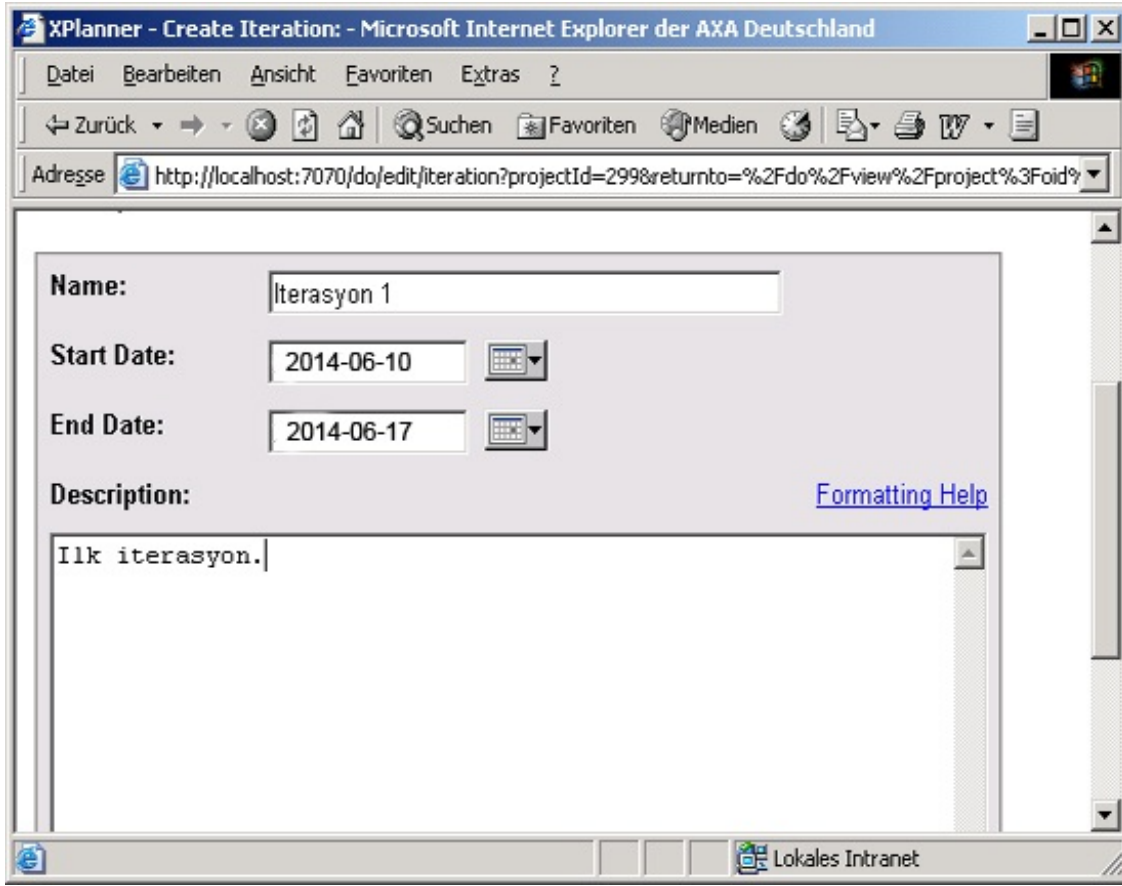 XPlanner - Create Iteration: - Microsoft Internet Explorer der AXA Deutschland
Datei Bearbeiten Ansicht Favoriten Extras ?
Zurück Suchen Favoriten Medien
Adresse http://localhost:7070/do/edit/iteration?projectId=299&returnto=%2Fdo%2Fview%2Fproject%3Foid%
Name: Iterasyon 1
Start Date: 2014-06-10
End Date: 2014-06-17
Description: Formatting Help
Ilk iterasyon.
Lokales Intranet